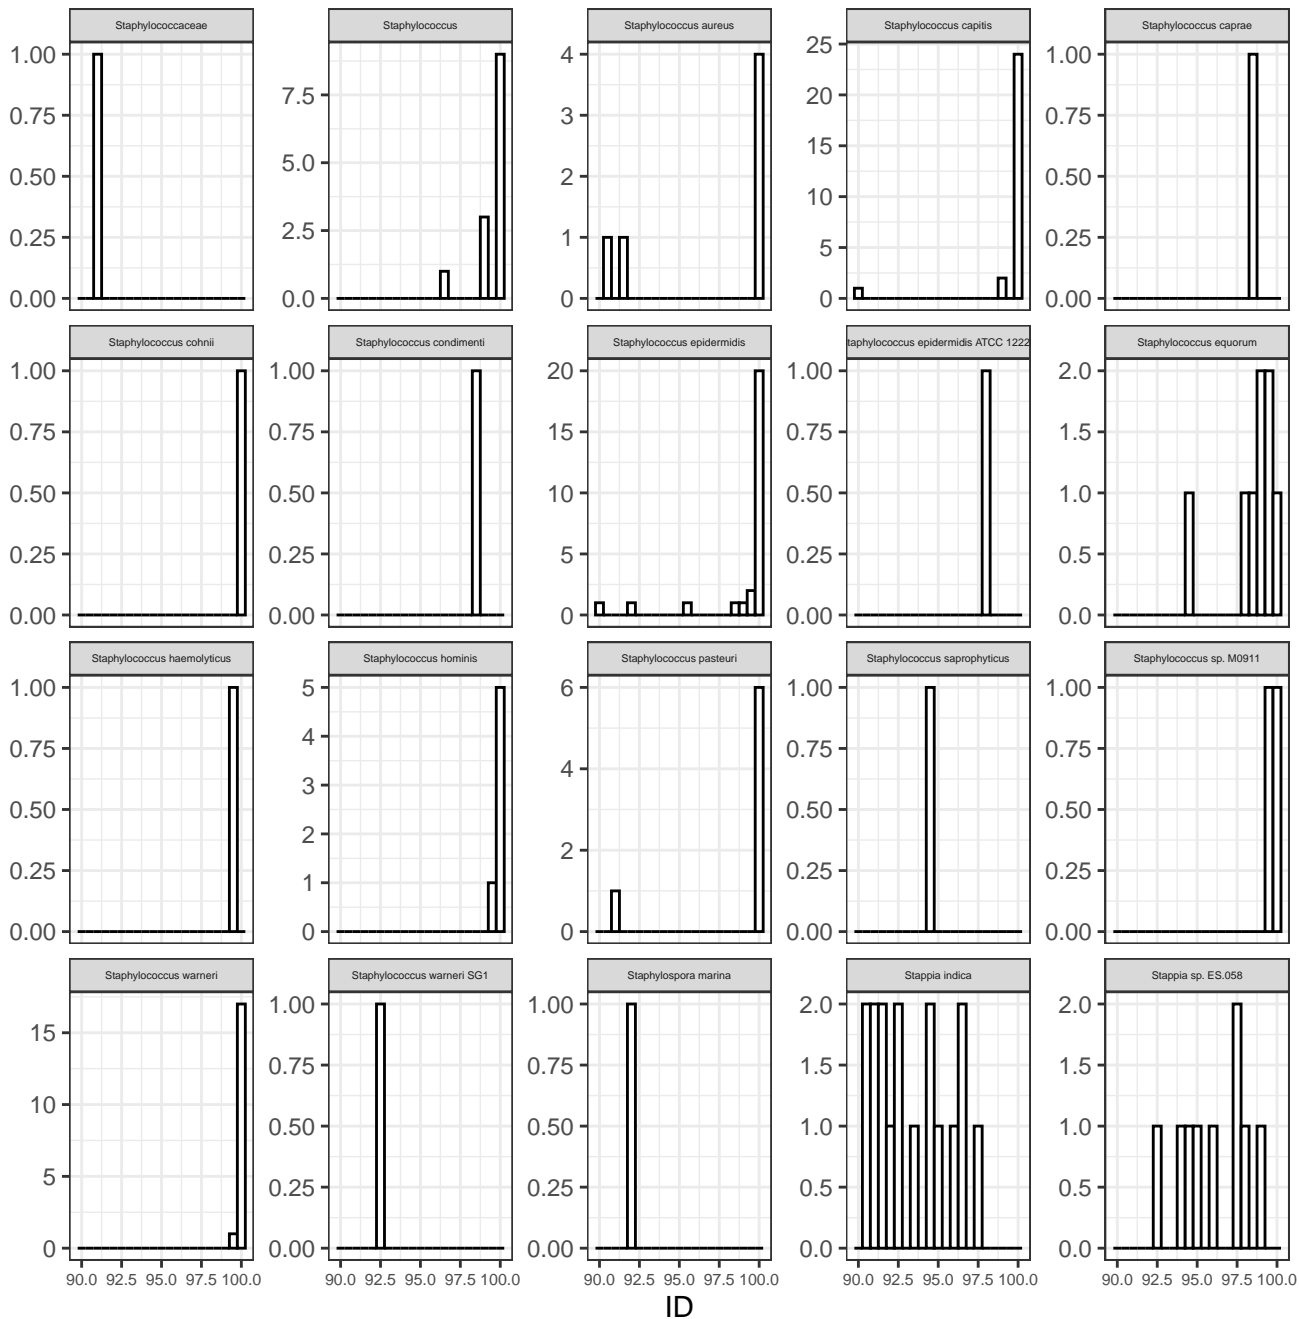 Staphylococcaceae Staphylococcus Staphylococcus aureus Staphylococcus capitis Staphylococcus caprae
1.00 0.75 0.50 0.25 0.00
7.5 5.0 2.5 0.0
4 3 2 1 0
25 20 15 10 5 0
1.00 0.75 0.50 0.25 0.00
Staphylococcus cohnii Staphylococcus condimenti Staphylococcus epidermidis taphylococcus epidermidis ATCC 1222 Staphylococcus equorum
1.00 0.75 0.50 0.25 0.00
1.00 0.75 0.50 0.25 0.00
20 15 10 5 0
1.00 0.75 0.50 0.25 0.00
2.0 1.5 1.0 0.5 0.0
Staphylococcus haemolyticus Staphylococcus hominis Staphylococcus pasteuri Staphylococcus saprophyticus Staphylococcus sp. M0911
1.00 0.75 0.50 0.25 0.00
5 4 3 2 1 0
6 4 2 0
1.00 0.75 0.50 0.25 0.00
1.00 0.75 0.50 0.25 0.00
Staphylococcus warneri Staphylococcus warneri SG1 Staphylospora marina Stappia indica Stappia sp. ES.058
15 10 5 0
1.00 0.75 0.50 0.25 0.00
1.00 0.75 0.50 0.25 0.00
2.0 1.5 1.0 0.5 0.0
2.0 1.5 1.0 0.5 0.0
90.0 92.5 95.0 97.5 100.0 90.0 92.5 95.0 97.5 100.0 90.0 92.5 95.0 97.5 100.0 90.0 92.5 95.0 97.5 100.0 90.0 92.5 95.0 97.5 100.0
ID